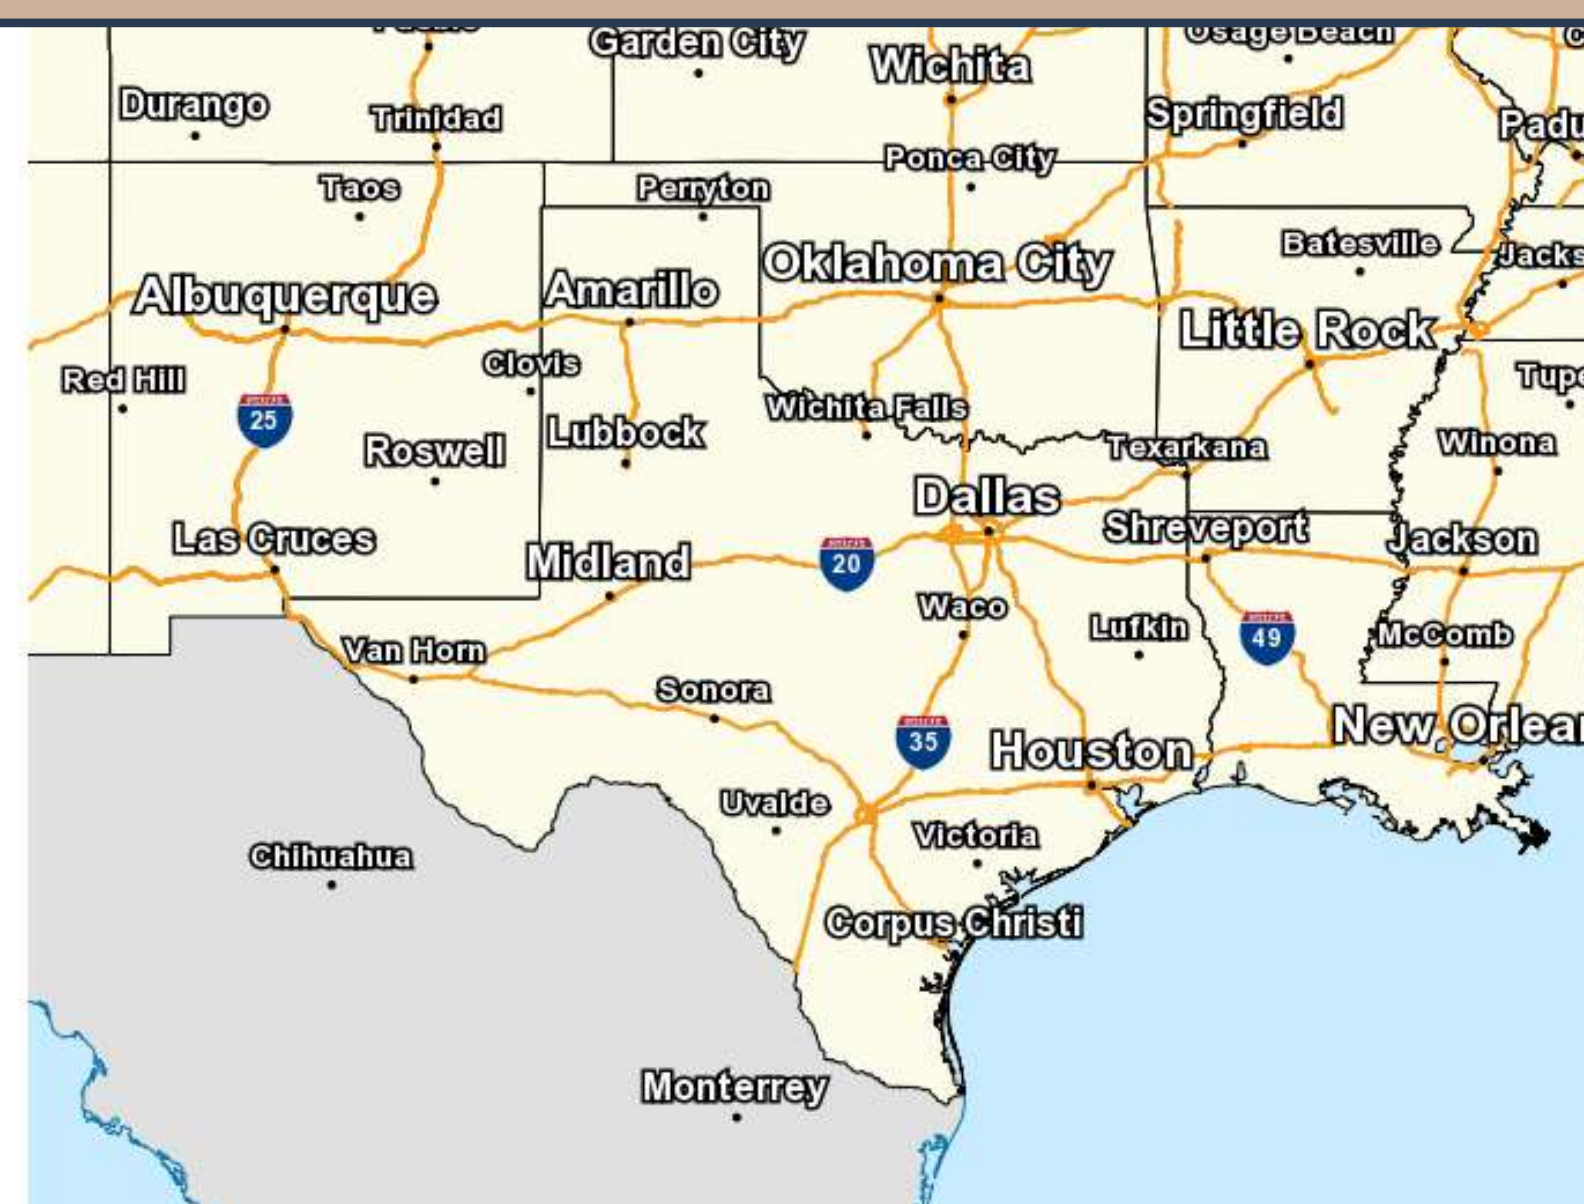 Garden City
Osage Beach
Wichita
Durango
Trinidad
Springfield
Padu
Ponca City
Taos
Perryton
Batesville
Jacks
Oklahoma City
Albuquerque
Amarillo
Little Rock
Clovis
Red Hill
Tupe
25
Wichita Falls
Lubbock
Roswell
Texarkana
Winona
Dallas
Las Cruces
Shreveport
Jackson
Midland
20
Waco
Lufkin
49
McComb
Van Horn
Sonora
New Orlean
35
Houston
Uvalde
Victoria
Chihuahua
Corpus Christi
Monterrey